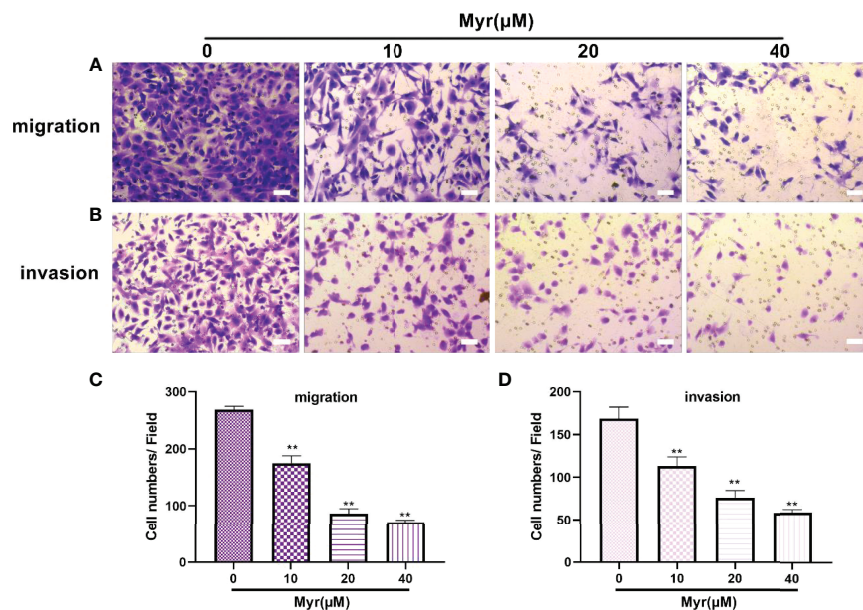 Myr(μM)
0 10 20 40
A
migration
B
invasion
C
migration
300
200
100
0
Cell numbers/ Field
**
**
**
0 10 20 40
Myr(μM)
D
invasion
200
150
100
50
0
Cell numbers/ Field
**
**
**
0 10 20 40
Myr(μM)